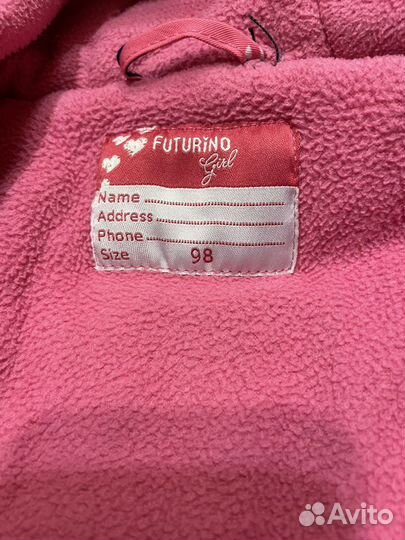 FUTURINO
Girl
Name
Address
Phone
Size 98
Avito